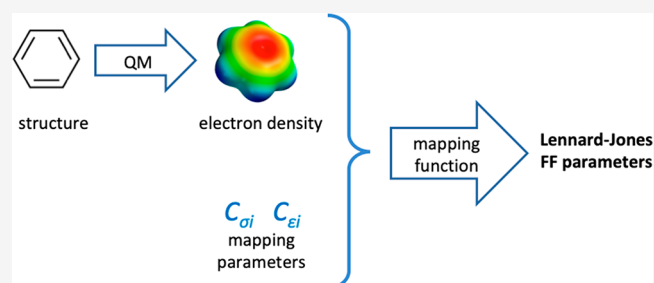 QM
structure
electron density
Cσi Cεi
mapping
parameters
mapping
function
Lennard-Jones
FF parameters